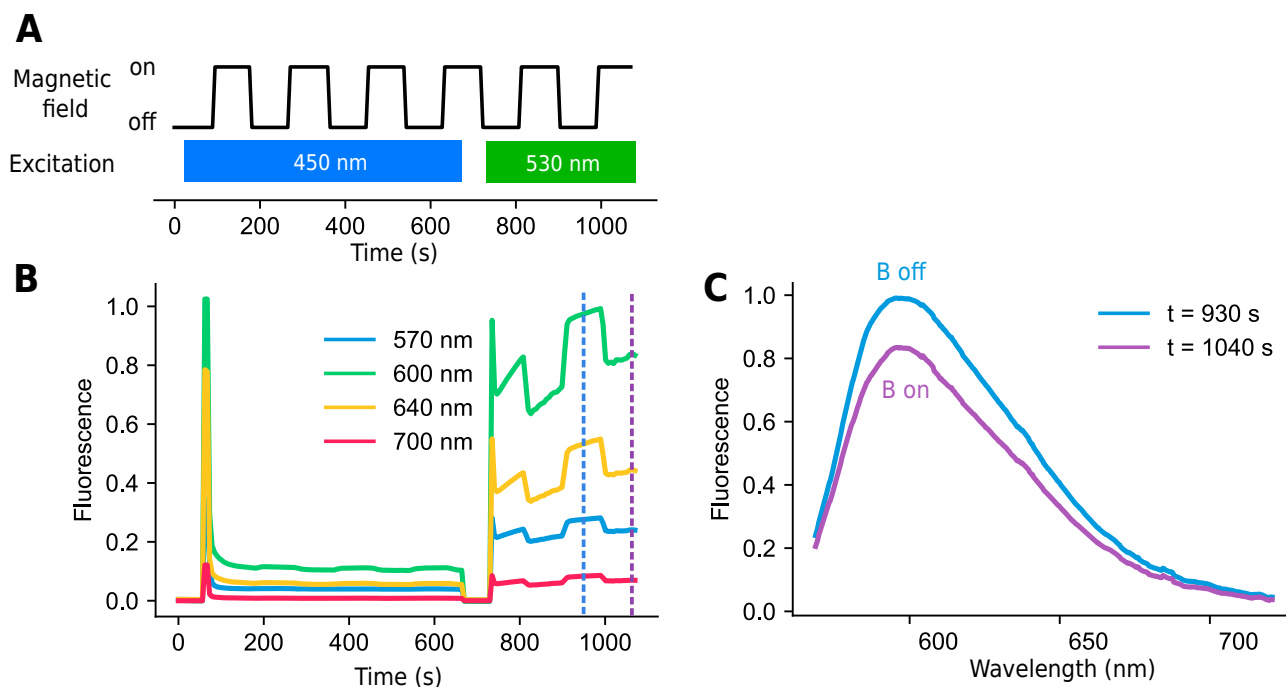 A
Magnetic
field
on
off
Excitation
450 nm
530 nm
0 200 400 600 800 1000
Time (s)
B
Fluorescence
1.0
0.8
0.6
0.4
0.2
0.0
570 nm
600 nm
640 nm
700 nm
0 200 400 600 800 1000
Time (s)
C
Fluorescence
1.0
0.8
0.6
0.4
0.2
0.0
B off
B on
t = 930 s
t = 1040 s
600 650 700
Wavelength (nm)